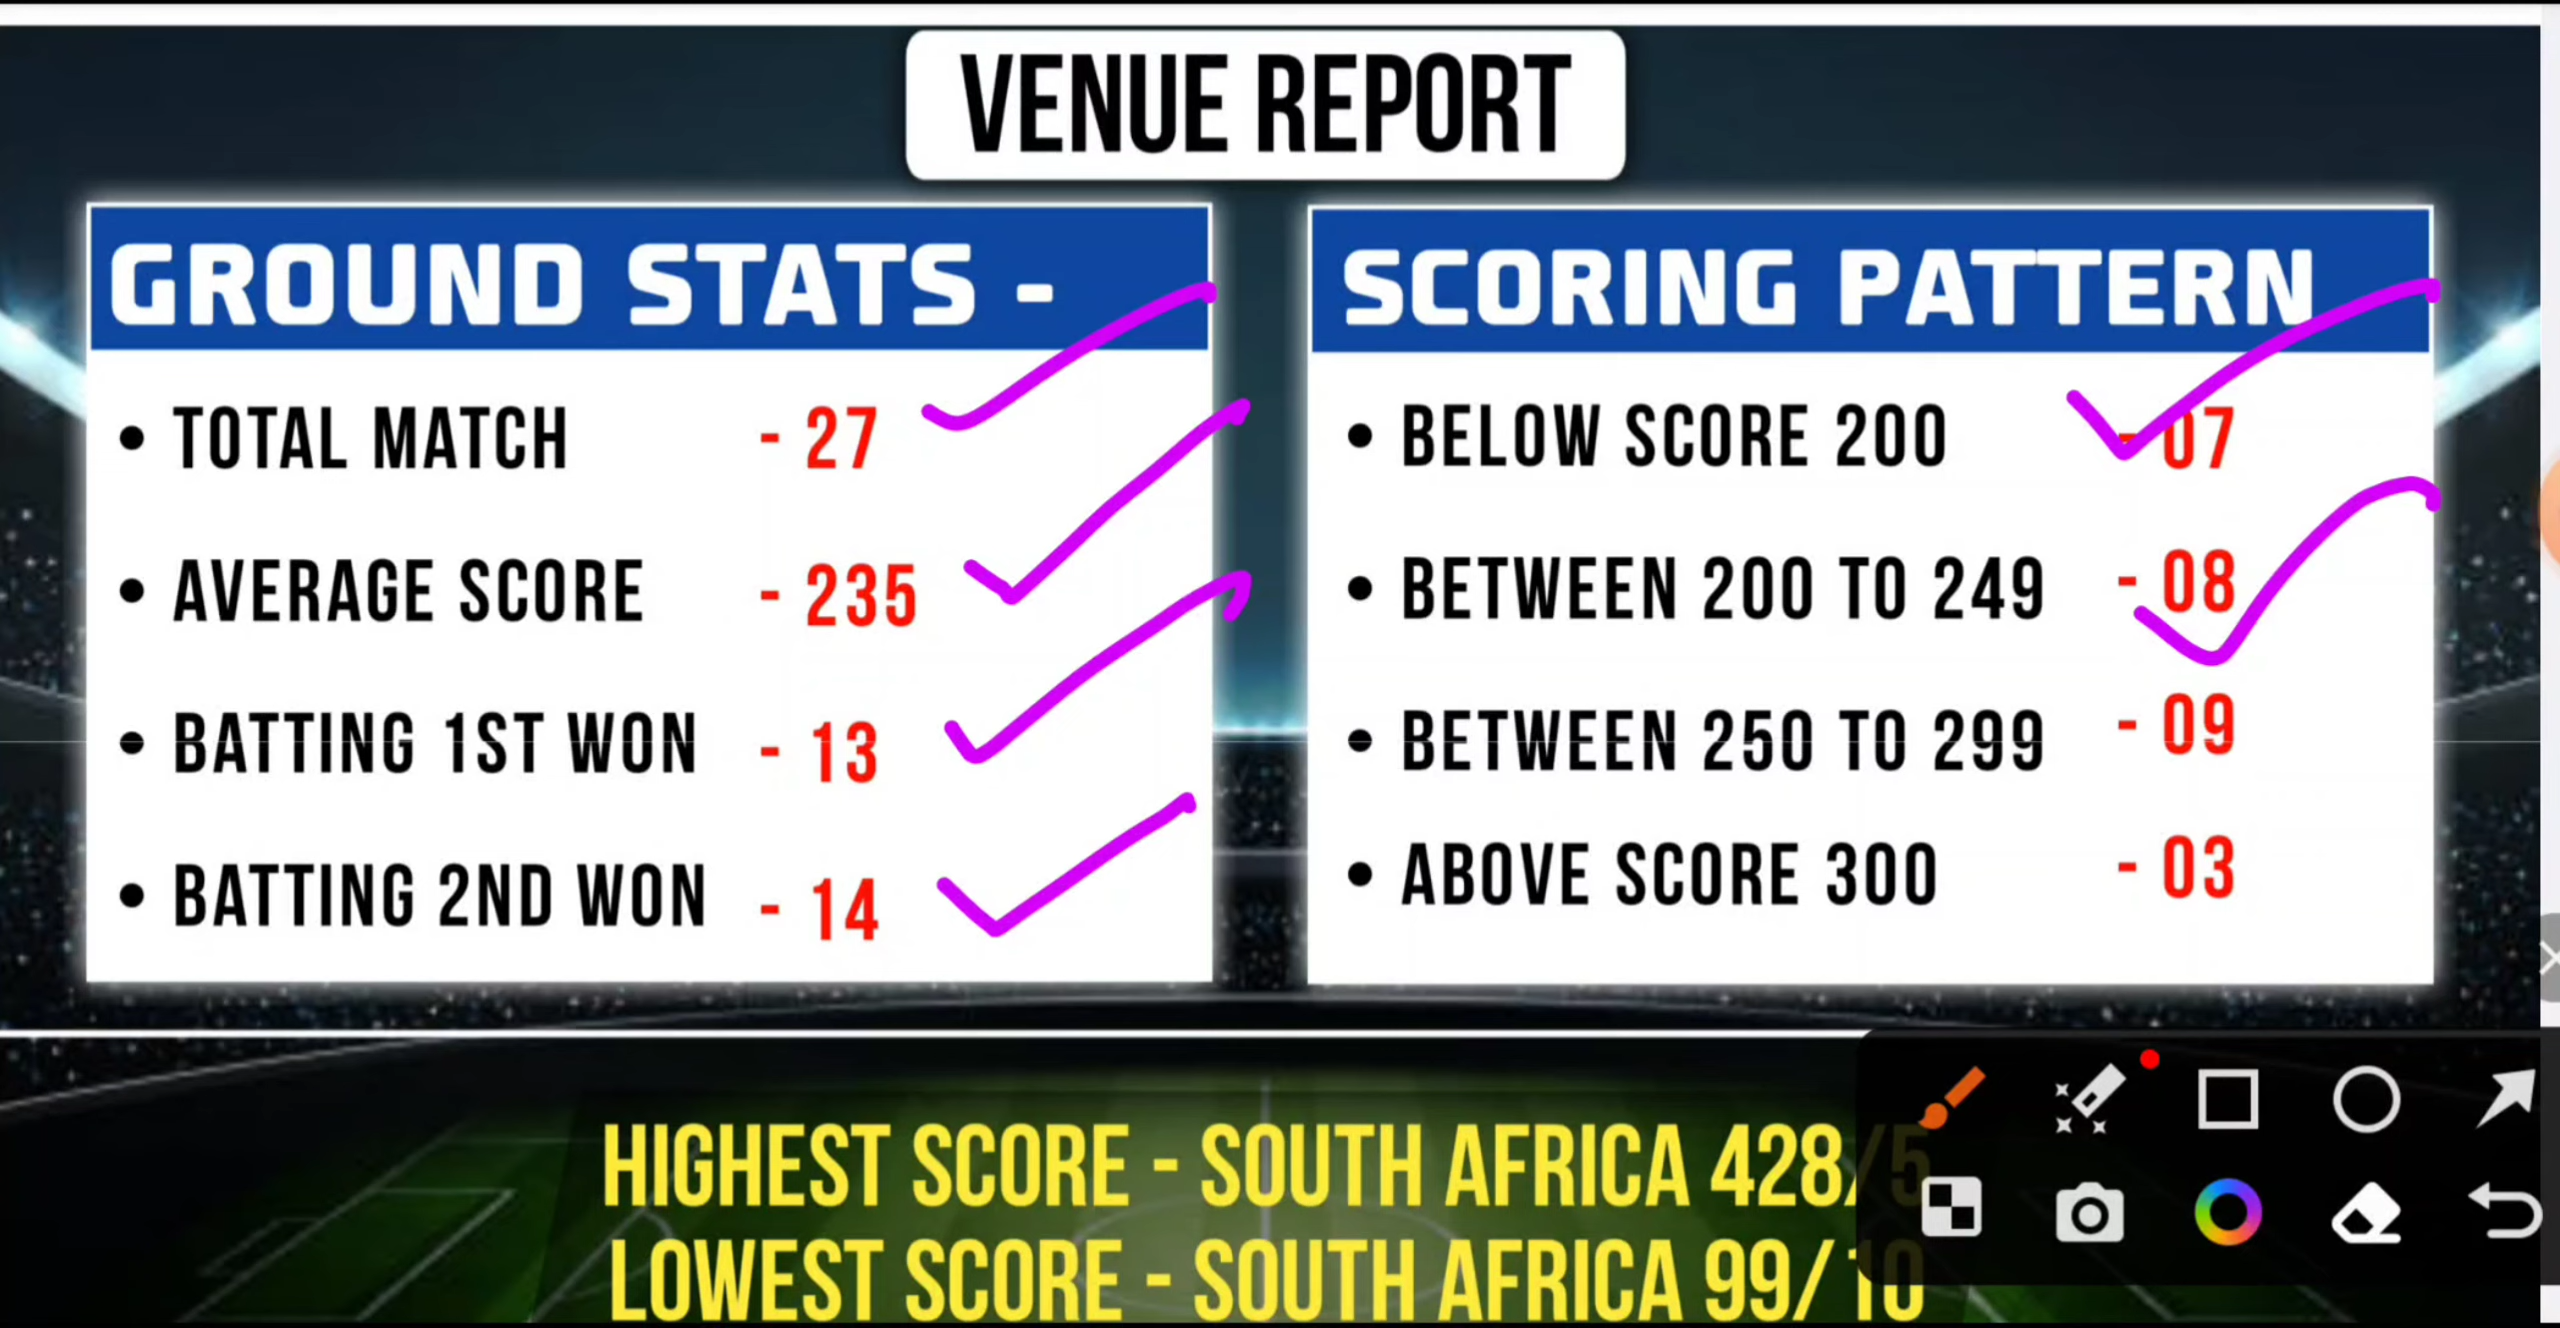 VENUE REPORT
GROUND STATS -
• TOTAL MATCH - 27
• AVERAGE SCORE - 235
• BATTING 1ST WON - 13
• BATTING 2ND WON - 14
SCORING PATTERN
• BELOW SCORE 200 - 07
• BETWEEN 200 TO 249 - 08
• BETWEEN 250 TO 299 - 09
• ABOVE SCORE 300 - 03
HIGHEST SCORE - SOUTH AFRICA 428/5
LOWEST SCORE - SOUTH AFRICA 99/10